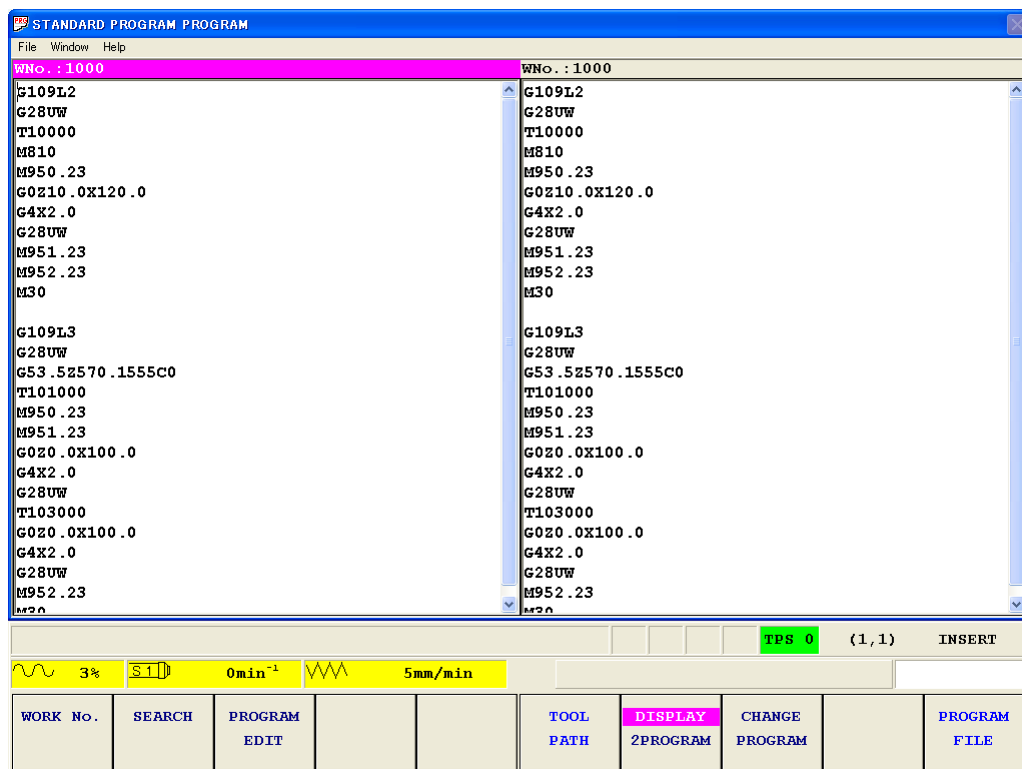 PRG STANDARD PROGRAM PROGRAM
File Window Help
WNo.:1000
G109L2
G28UW
T10000
M810
M950.23
G0Z10.0X120.0
G4X2.0
G28UW
M951.23
M952.23
M30
G109L3
G28UW
G53.5Z570.1555C0
T101000
M950.23
M951.23
G0Z0.0X100.0
G4X2.0
G28UW
T103000
G0Z0.0X100.0
G4X2.0
G28UW
M952.23
M30
WNo.:1000
G109L2
G28UW
T10000
M810
M950.23
G0Z10.0X120.0
G4X2.0
G28UW
M951.23
M952.23
M30
G109L3
G28UW
G53.5Z570.1555C0
T101000
M950.23
M951.23
G0Z0.0X100.0
G4X2.0
G28UW
T103000
G0Z0.0X100.0
G4X2.0
G28UW
M952.23
M30
TPS 0 (1,1) INSERT
3% S1 0min⁻¹ 5mm/min
WORK No.
SEARCH
PROGRAM
EDIT
TOOL
PATH
DISPLAY
2PROGRAM
CHANGE
PROGRAM
PROGRAM
FILE